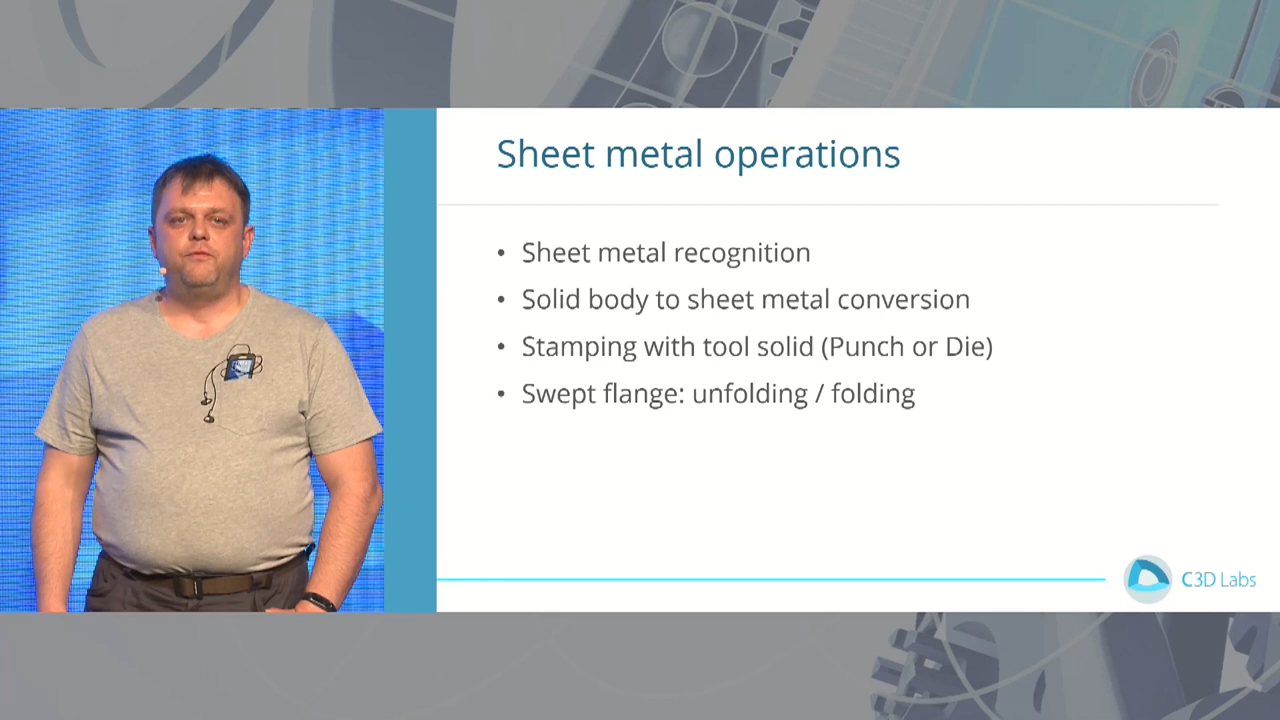 Sheet metal operations
• Sheet metal recognition
• Solid body to sheet metal conversion
• Stamping with tool solid (Punch or Die)
• Swept flange: unfolding / folding
C3D Labs